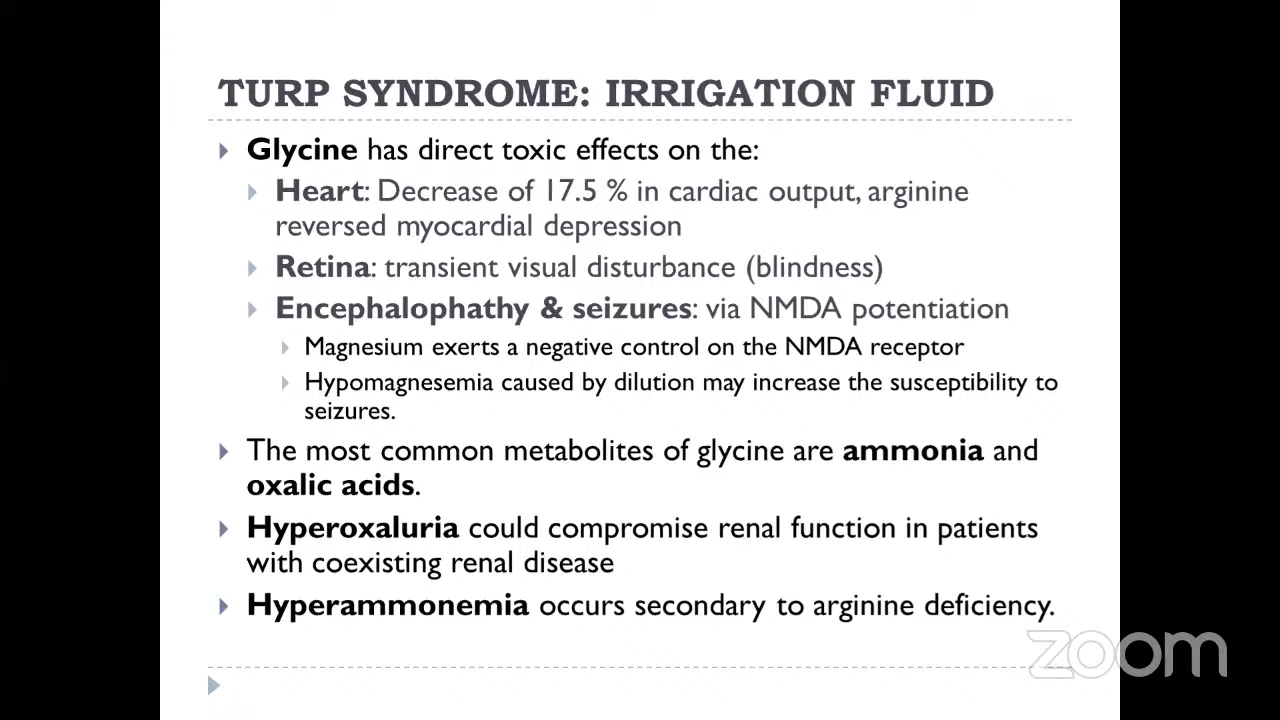 TURP SYNDROME: IRRIGATION FLUID
Glycine has direct toxic effects on the:
Heart: Decrease of 17.5 % in cardiac output, arginine
reversed myocardial depression
Retina: transient visual disturbance (blindness)
Encephalophathy & seizures: via NMDA potentiation
Magnesium exerts a negative control on the NMDA receptor
Hypomagnesemia caused by dilution may increase the susceptibility to
seizures.
The most common metabolites of glycine are ammonia and
oxalic acids.
Hyperoxaluria could compromise renal function in patients
with coexisting renal disease
Hyperammonemia occurs secondary to arginine deficiency.
zoom